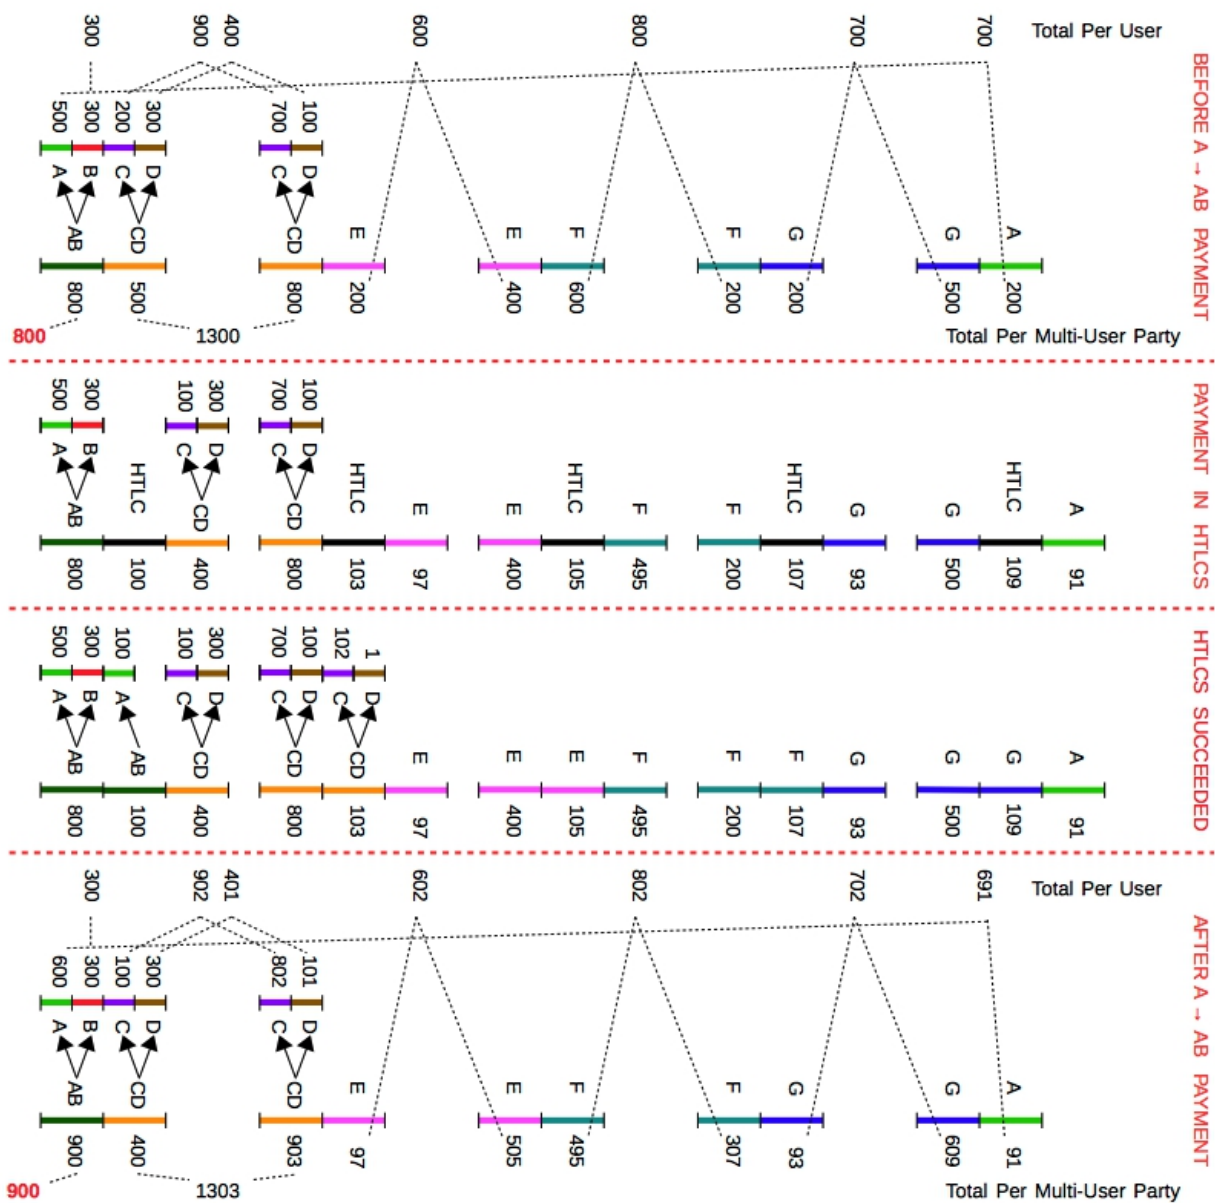 BEFORE A → AB PAYMENT
300 900 400 600 800 700 700 Total Per User
500 300 200 300 700 100
A B C D C D
AB CD CD E E F F G G A
800 500 800 200 400 600 200 200 500 200
800 1300 Total Per Multi-User Party
PAYMENT IN HTLCS
500 300 100 300 700 100
A B C D C D
AB HTLC CD CD HTLC E E HTLC F F HTLC G G HTLC A
800 100 400 800 103 97 400 105 495 200 107 93 500 109 91
HTLCS SUCCEEDED
500 300 100 100 300 700 100 102 1
A B A C D C D C D
AB AB CD CD CD E E E F F F G G G A
800 100 400 800 103 97 400 105 495 200 107 93 500 109 91
AFTER A → AB PAYMENT
300 902 401 602 802 702 691 Total Per User
600 300 100 300 802 101
A B C D C D
AB CD CD E E F F G G A
900 400 903 97 505 495 307 93 609 91
900 1303 Total Per Multi-User Party